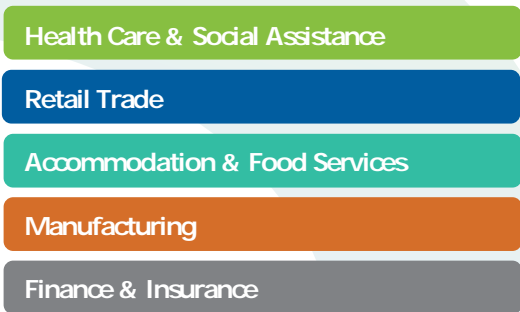 Health Care & Social Assistance
Retail Trade
Accommodation & Food Services
Manufacturing
Finance & Insurance